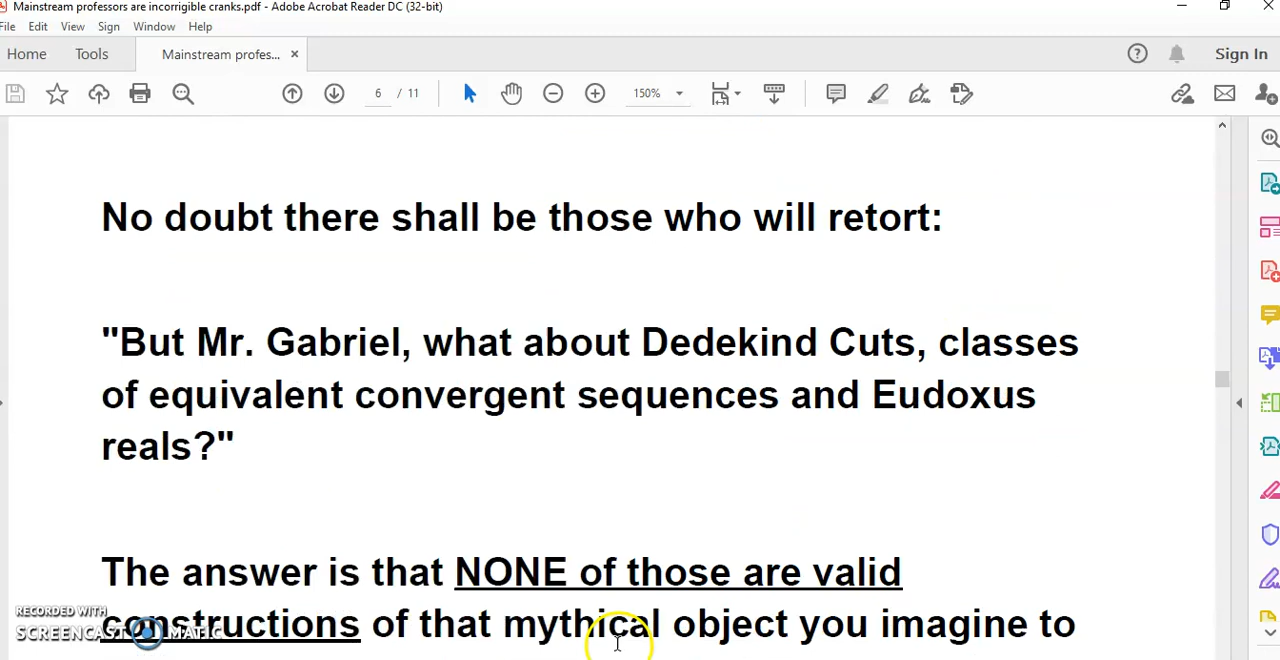 Mainstream professors are incorrigible cranks.pdf - Adobe Acrobat Reader DC (32-bit)
File Edit View Sign Window Help
Home Tools Mainstream profes... × Sign In
6 / 11 150%
No doubt there shall be those who will retort:
"But Mr. Gabriel, what about Dedekind Cuts, classes
of equivalent convergent sequences and Eudoxus
reals?"
The answer is that NONE of those are valid
constructions of that mythical object you imagine to
RECORDED WITH
SCREENCAST MATIC